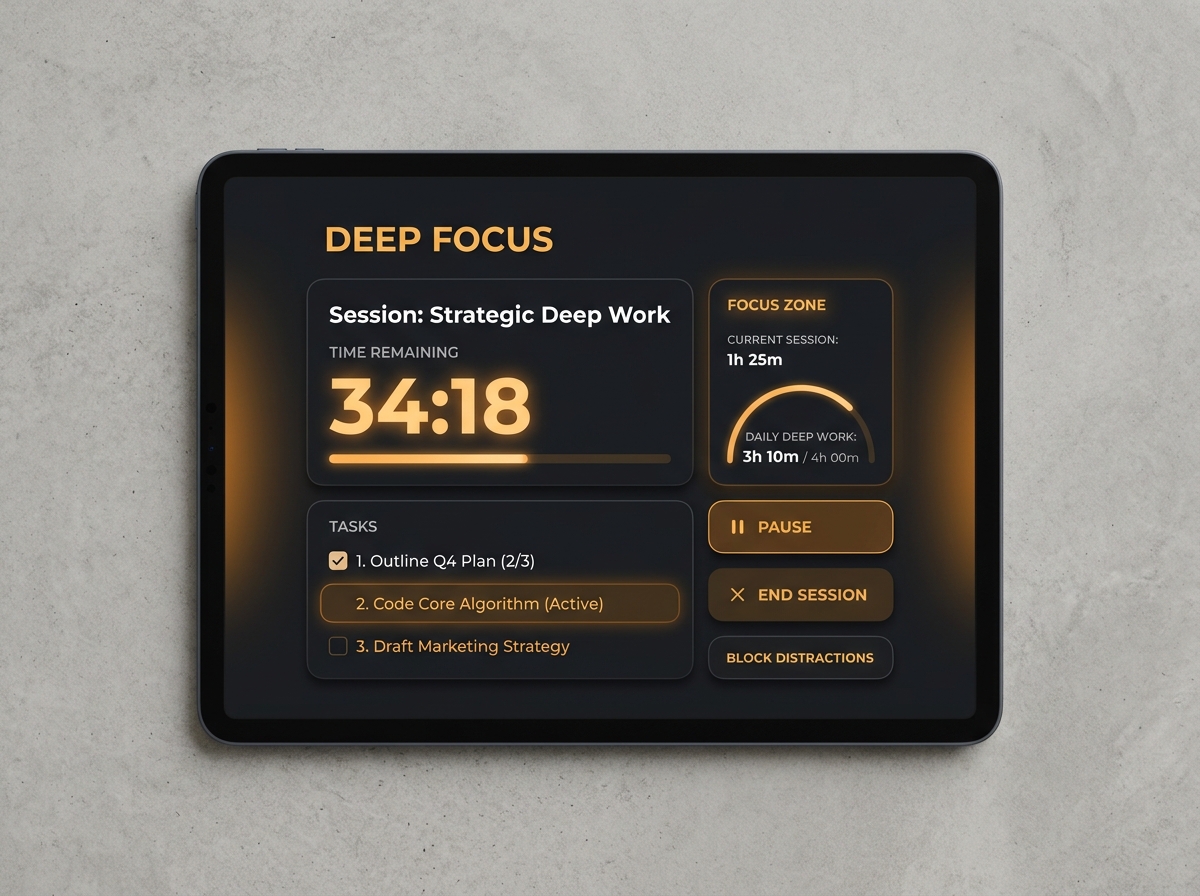 DEEP FOCUS
Session: Strategic Deep Work
TIME REMAINING
34:18
FOCUS ZONE
CURRENT SESSION:
1h 25m
DAILY DEEP WORK:
3h 10m / 4h 00m
TASKS
1. Outline Q4 Plan (2/3)
2. Code Core Algorithm (Active)
3. Draft Marketing Strategy
PAUSE
END SESSION
BLOCK DISTRACTIONS